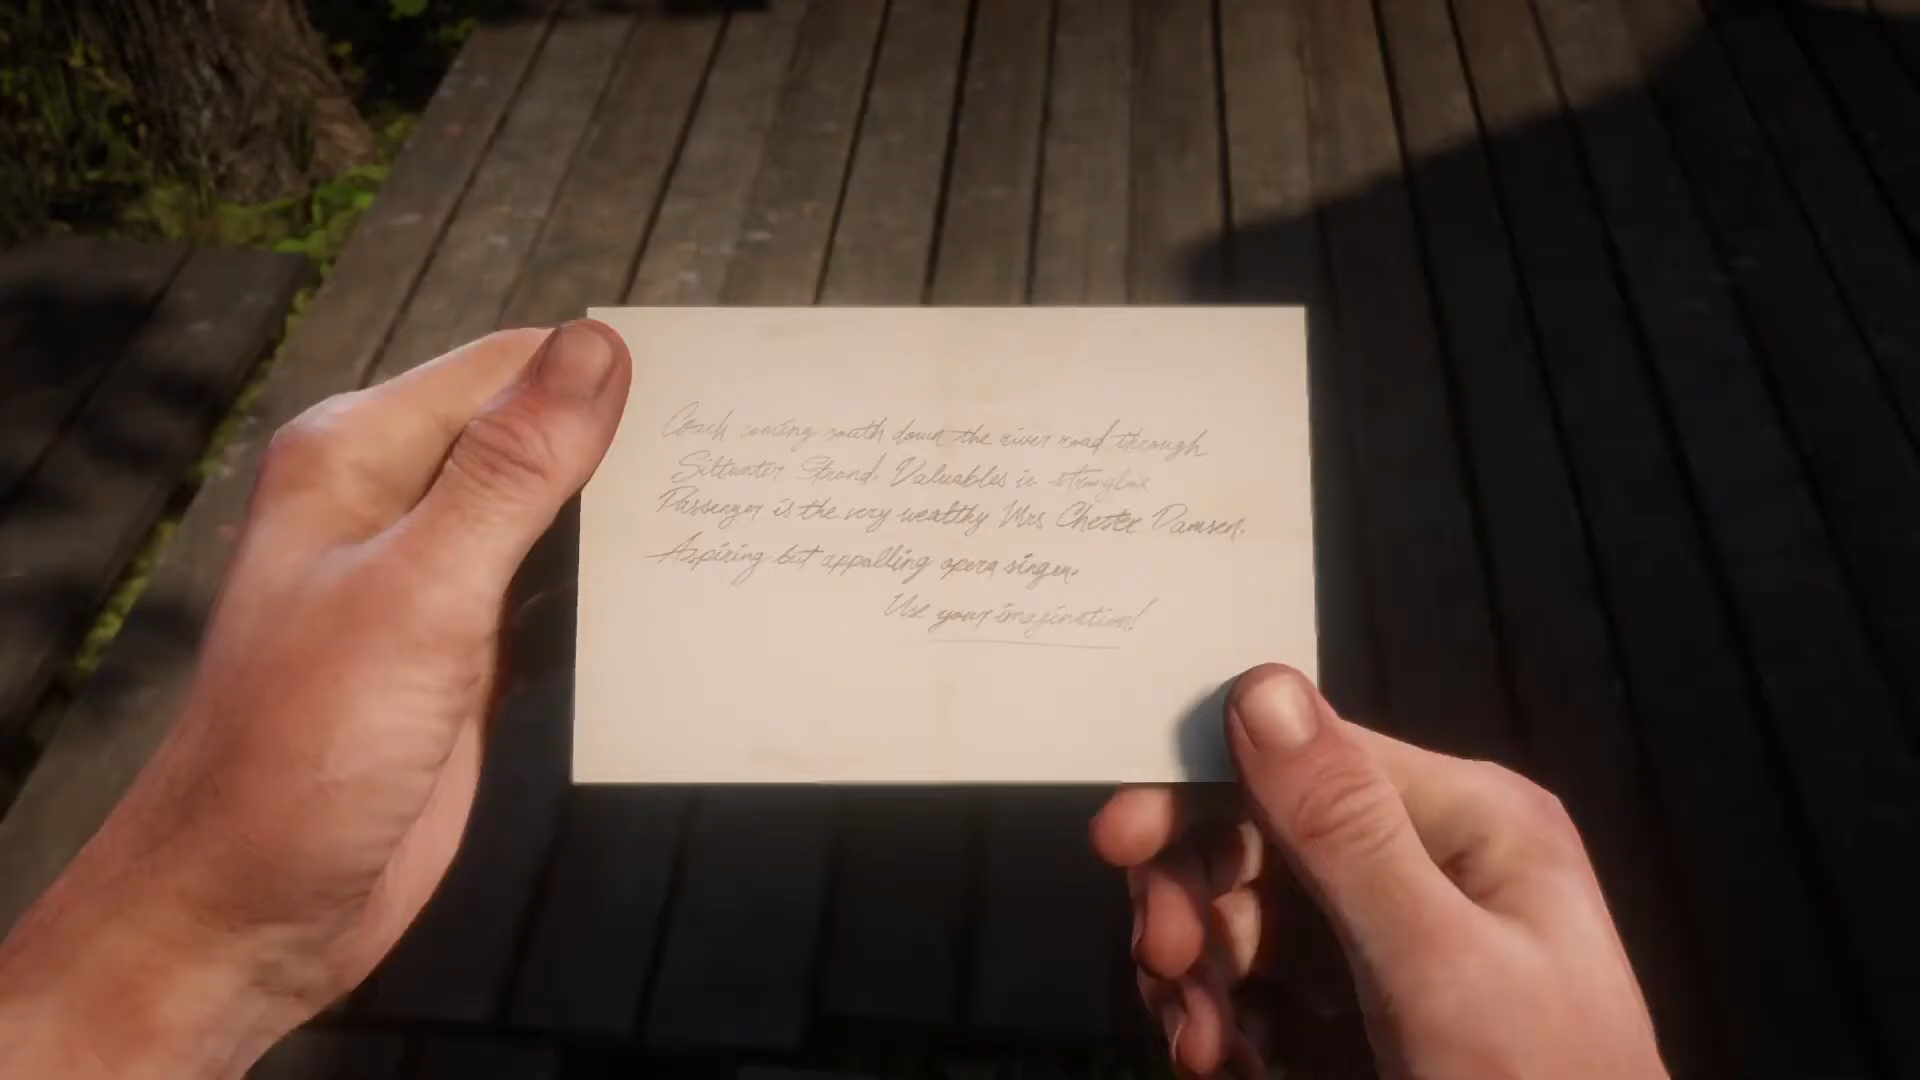 Coach coming south down the river road through
Siltwater Strand. Valuables in strongbox
Passenger is the very wealthy Mrs Chester Damsen.
Aspiring but appalling opera singer.
Use your imagination!